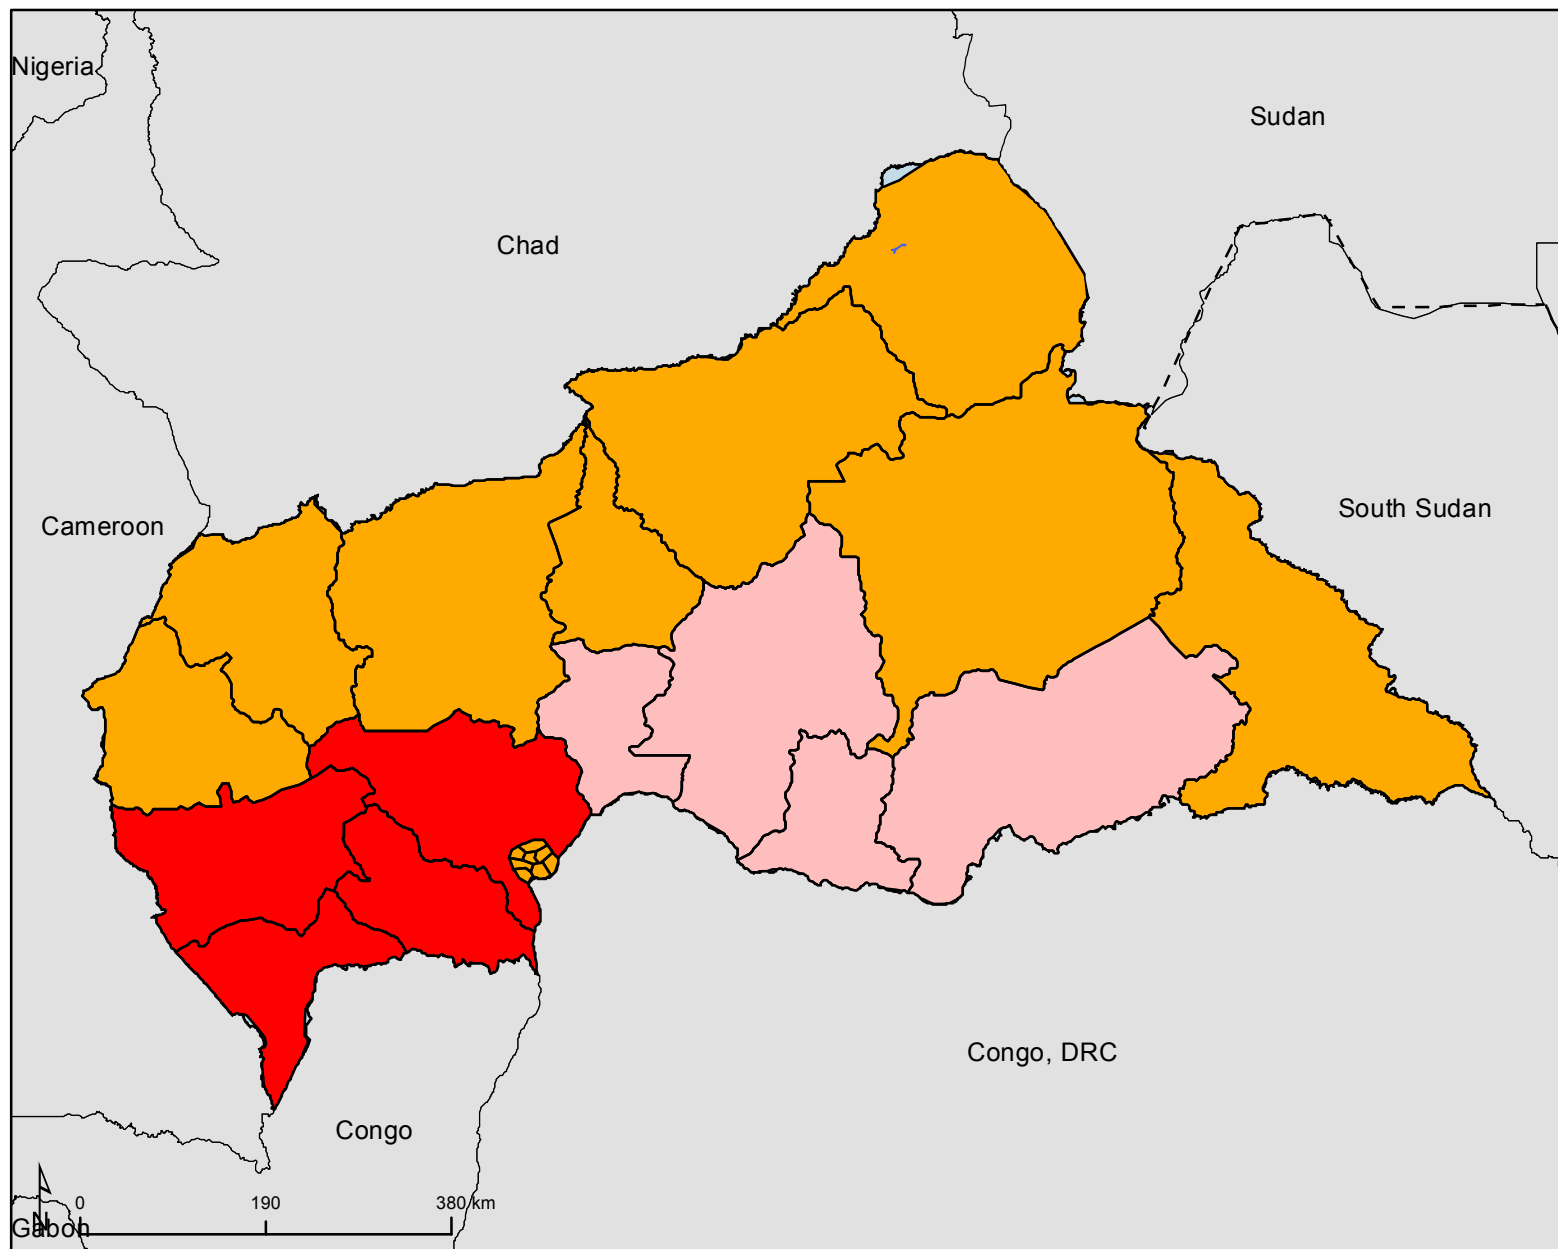 Nigeria
Sudan
Chad
South Sudan
Cameroon
Congo, DRC
Congo
N
0 190 380 km
Gabon